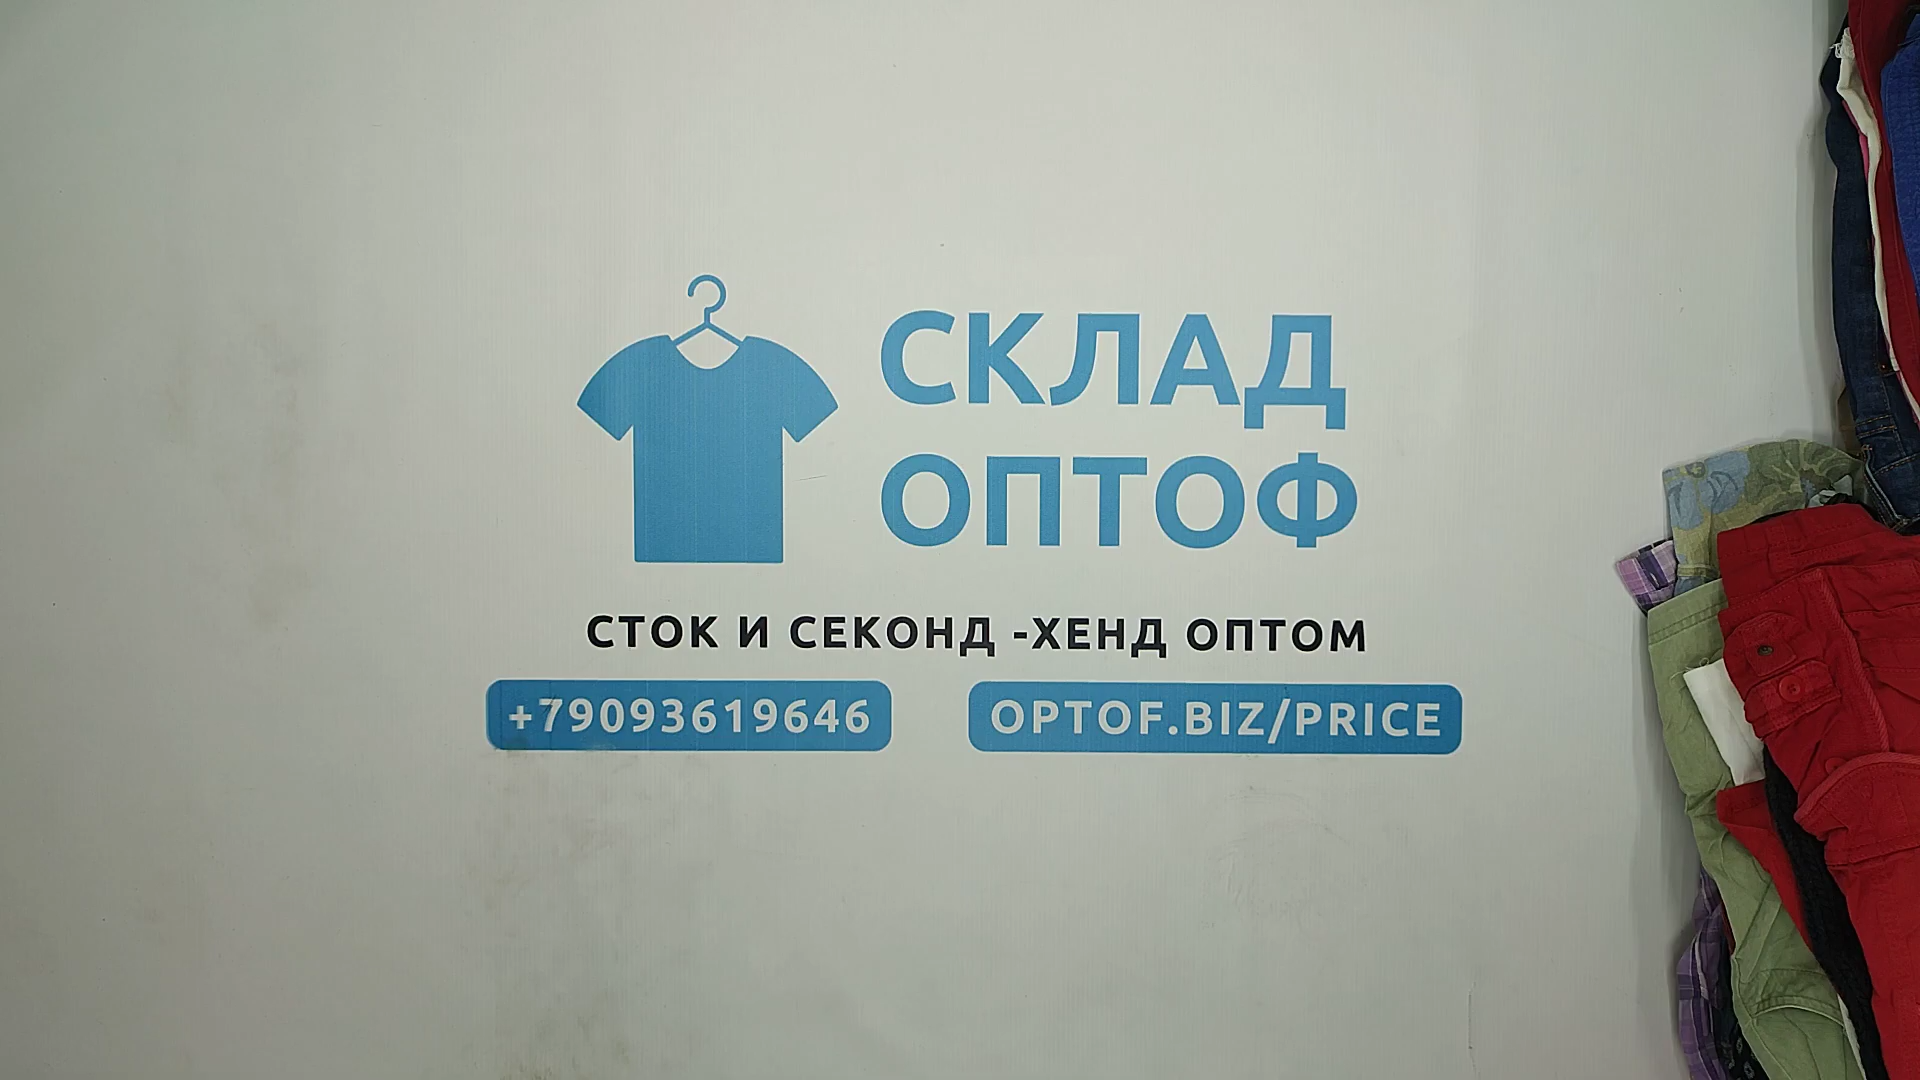 СКЛАД
ОПТОФ
СТОК И СЕКОНД -ХЕНД ОПТОМ
+79093619646
OPTOF.BIZ/PRICE